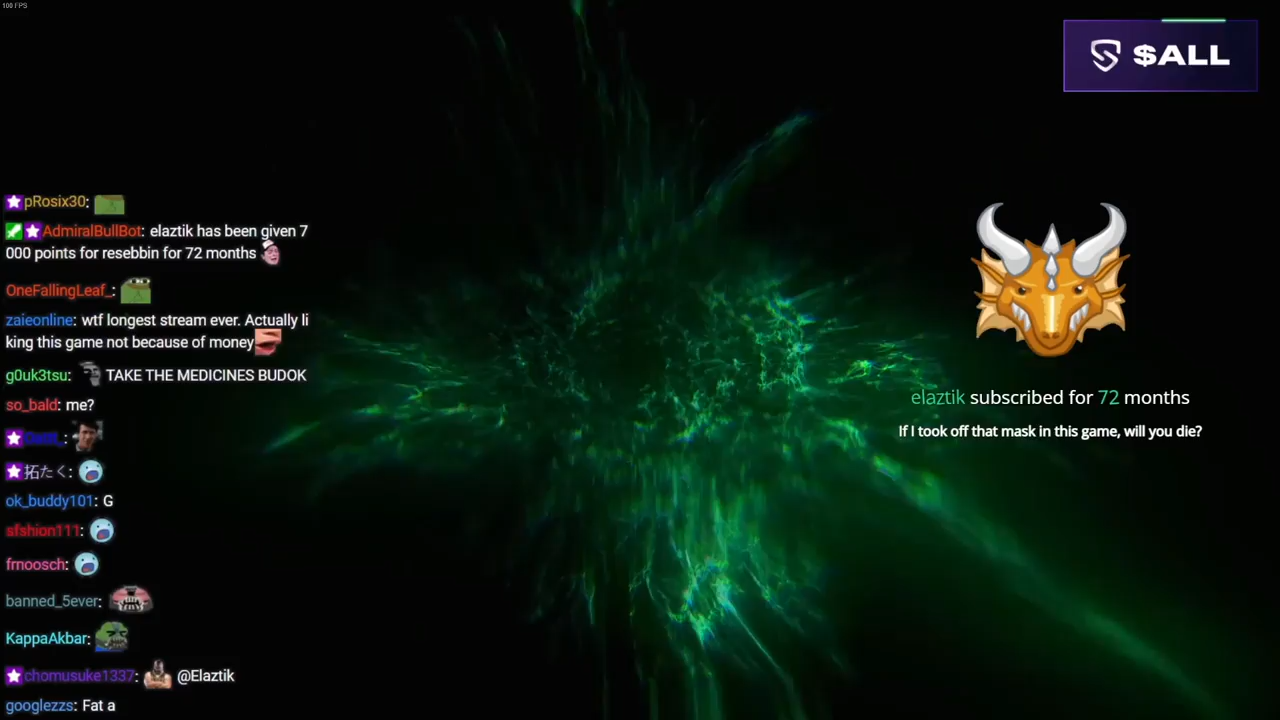 100 FPS
$ALL
pRosix30:
AdmiralBullBot: elaztik has been given 7
000 points for resebbin for 72 months
OneFallingLeaf_:
zaieonline: wtf longest stream ever. Actually li
king this game not because of money
g0uk3tsu: TAKE THE MEDICINES BUDOK
so_bald: me?
拓たく:
ok_buddy101: G
sfshion111:
frnoosch:
banned_5ever:
KappaAkbar:
chomusuke1337: @Elaztik
googlezzs: Fat a
elaztik subscribed for 72 months
If I took off that mask in this game, will you die?